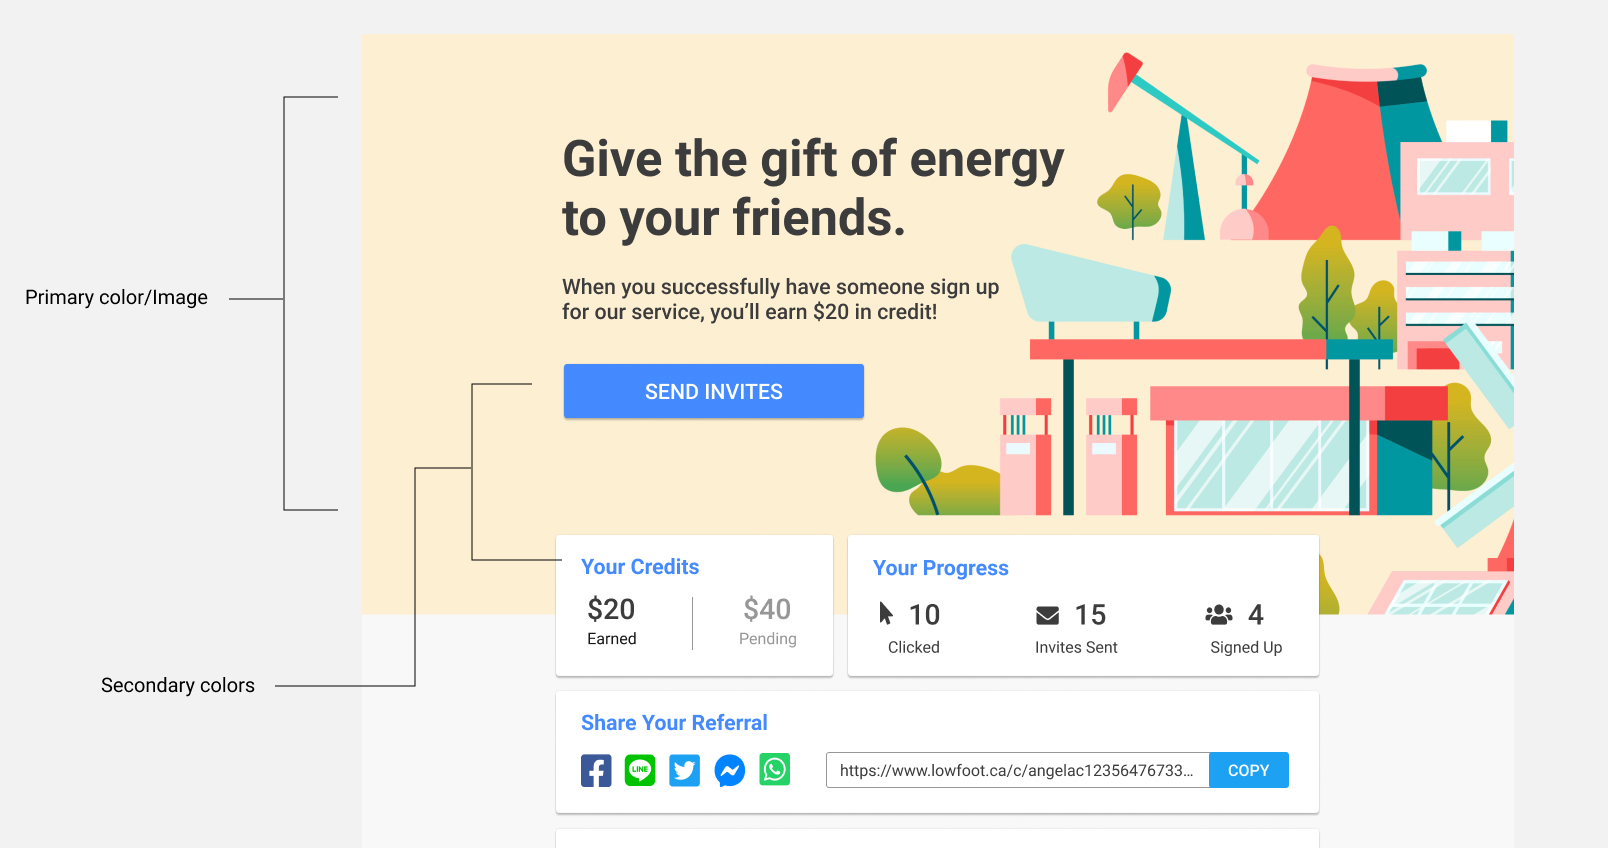 Give the gift of energy
to your friends.
Primary color/Image
When you successfully have someone sign up
for our service, you’ll earn $20 in credit!
SEND INVITES
Your Credits
$20
Earned
$40
Pending
Your Progress
10
Clicked
15
Invites Sent
4
Signed Up
Secondary colors
Share Your Referral
LINE
https://www.lowfoot.ca/c/angelac12356476733...
COPY